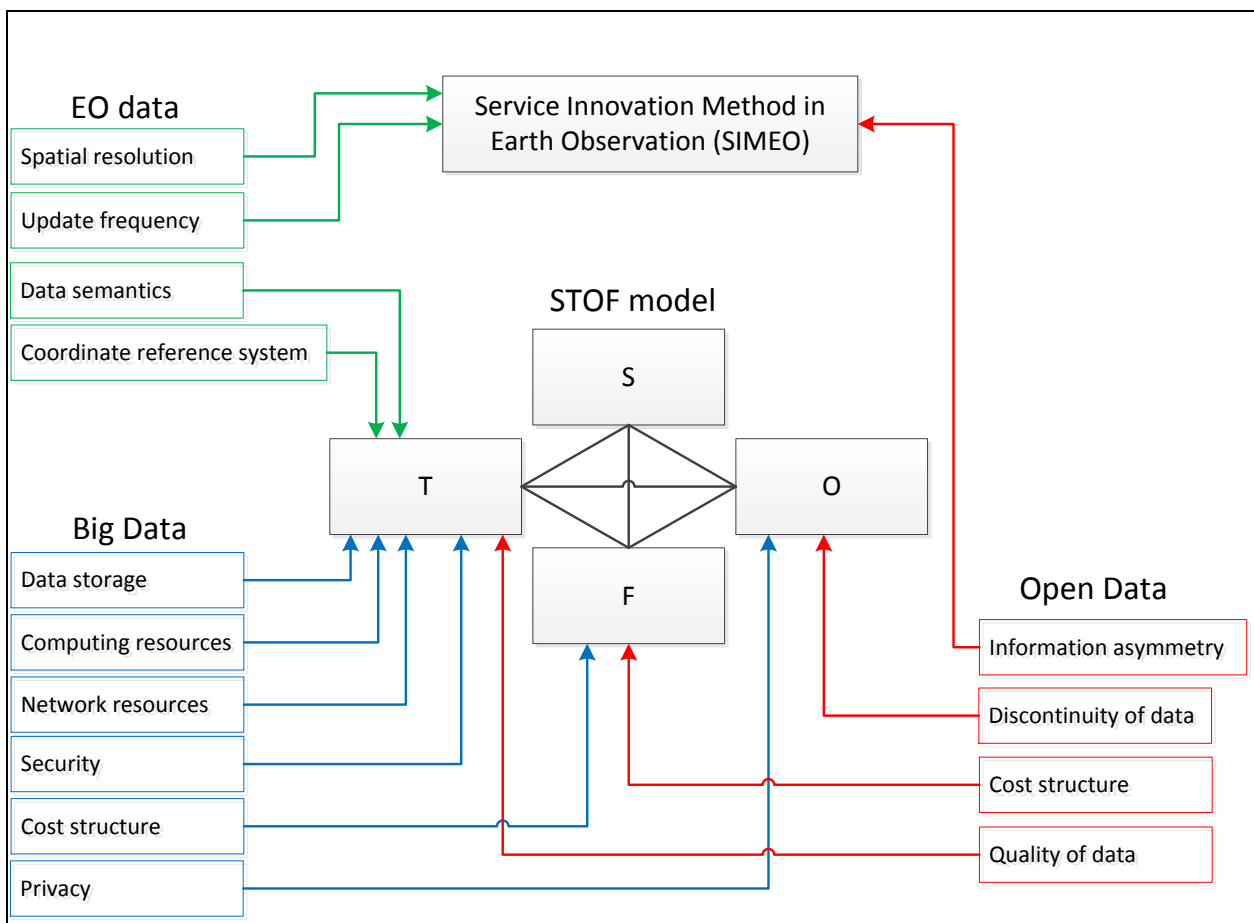 EO data
Service Innovation Method in
Earth Observation (SIMEO)
Spatial resolution
Update frequency
Data semantics
Coordinate reference system
STOF model
S
T
O
F
Big Data
Data storage
Computing resources
Network resources
Security
Cost structure
Privacy
Open Data
Information asymmetry
Discontinuity of data
Cost structure
Quality of data